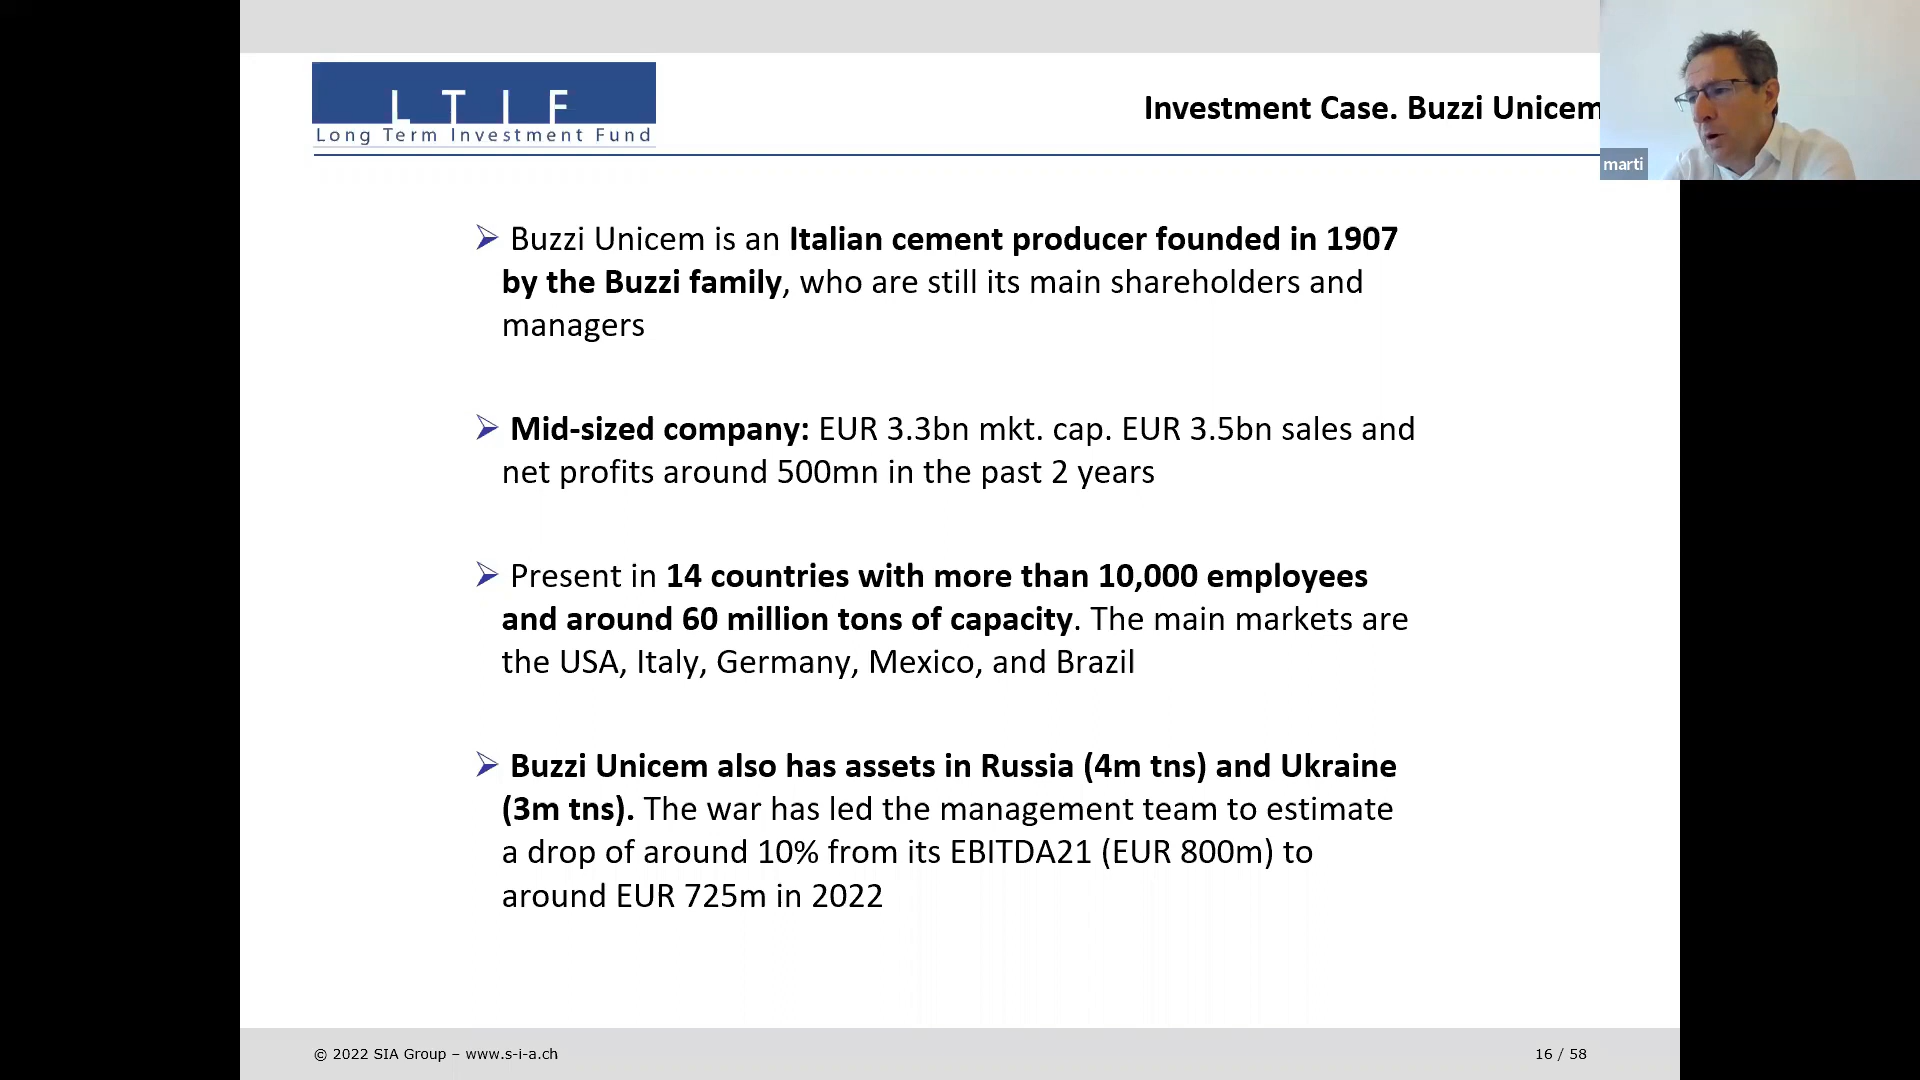 L T I F
Long Term Investment Fund
Investment Case. Buzzi Unicem
marti
Buzzi Unicem is an Italian cement producer founded in 1907
by the Buzzi family, who are still its main shareholders and
managers
Mid-sized company: EUR 3.3bn mkt. cap. EUR 3.5bn sales and
net profits around 500mn in the past 2 years
Present in 14 countries with more than 10,000 employees
and around 60 million tons of capacity. The main markets are
the USA, Italy, Germany, Mexico, and Brazil
Buzzi Unicem also has assets in Russia (4m tns) and Ukraine
(3m tns). The war has led the management team to estimate
a drop of around 10% from its EBITDA21 (EUR 800m) to
around EUR 725m in 2022
© 2022 SIA Group – www.s-i-a.ch
16 / 58